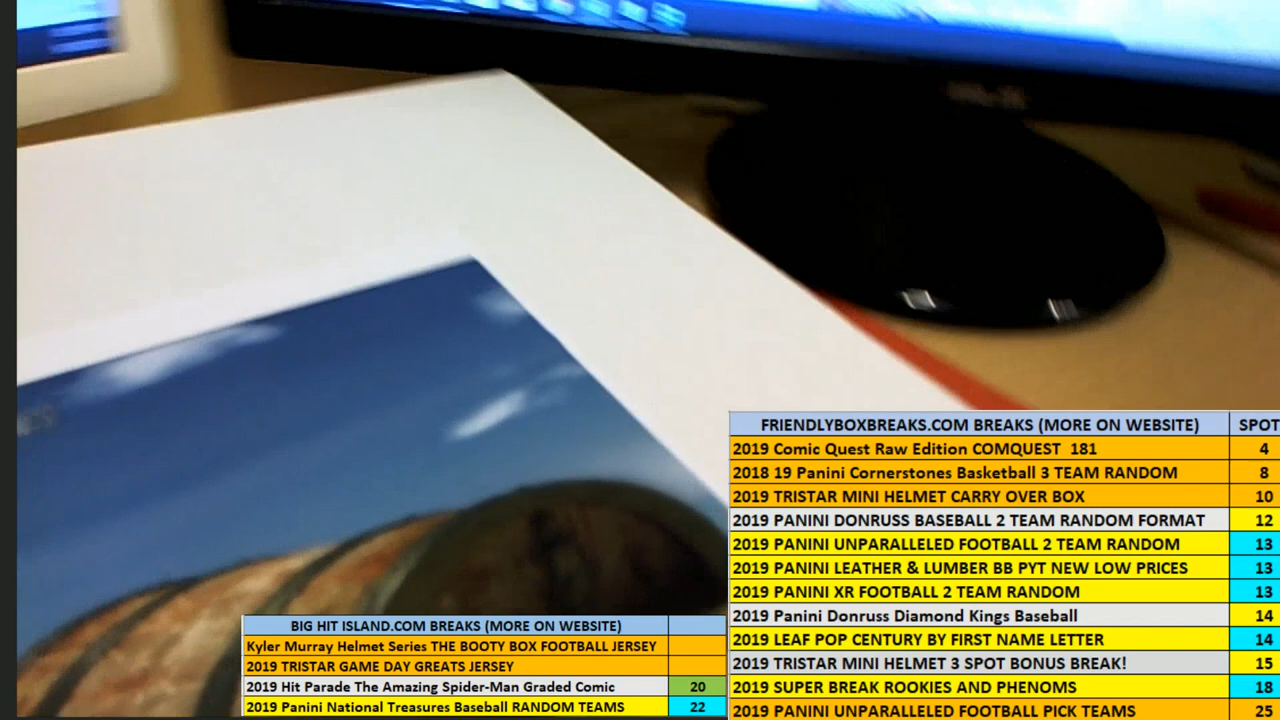 FRIENDLYBOXBREAKS.COM BREAKS (MORE ON WEBSITE) SPOT
2019 Comic Quest Raw Edition COMQUEST 181 4
2018 19 Panini Cornerstones Basketball 3 TEAM RANDOM 8
2019 TRISTAR MINI HELMET CARRY OVER BOX 10
2019 PANINI DONRUSS BASEBALL 2 TEAM RANDOM FORMAT 12
2019 PANINI UNPARALLELED FOOTBALL 2 TEAM RANDOM 13
2019 PANINI LEATHER & LUMBER BB PYT NEW LOW PRICES 13
2019 PANINI XR FOOTBALL 2 TEAM RANDOM 13
2019 Panini Donruss Diamond Kings Baseball 14
2019 LEAF POP CENTURY BY FIRST NAME LETTER 14
2019 TRISTAR MINI HELMET 3 SPOT BONUS BREAK! 15
2019 SUPER BREAK ROOKIES AND PHENOMS 18
2019 PANINI UNPARALLELED FOOTBALL PICK TEAMS 25
BIG HIT ISLAND.COM BREAKS (MORE ON WEBSITE)
Kyler Murray Helmet Series THE BOOTY BOX FOOTBALL JERSEY
2019 TRISTAR GAME DAY GREATS JERSEY
2019 Hit Parade The Amazing Spider-Man Graded Comic 20
2019 Panini National Treasures Baseball RANDOM TEAMS 22